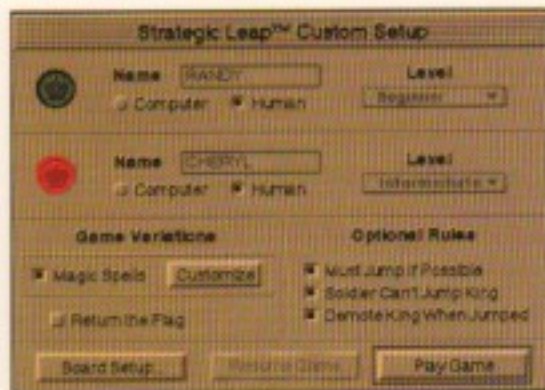 Strategic Leap™ Custom Setup
Name RANDY Level
Computer Human Beginner
Name CHERYL Level
Computer Human Intermediate
Game Variations Optional Rules
Magic Spells Customize Must Jump if Possible
Soldier Can't Jump King
Return the Flag Demote King When Jumped
Board Setup... Resume Game Play Game